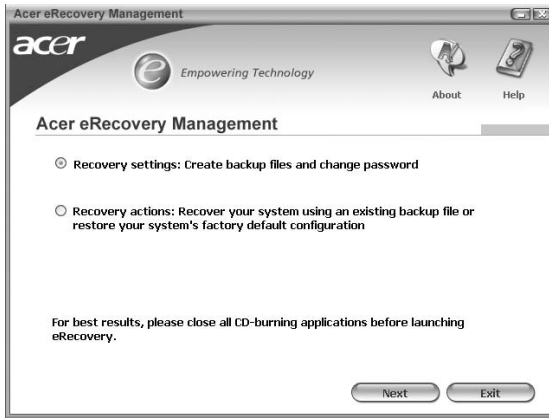 Acer eRecovery Management
acer
e Empowering Technology
About
Help
Acer eRecovery Management
Recovery settings: Create backup files and change password
Recovery actions: Recover your system using an existing backup file or
restore your system's factory default configuration
For best results, please close all CD-burning applications before launching
eRecovery.
Next
Exit